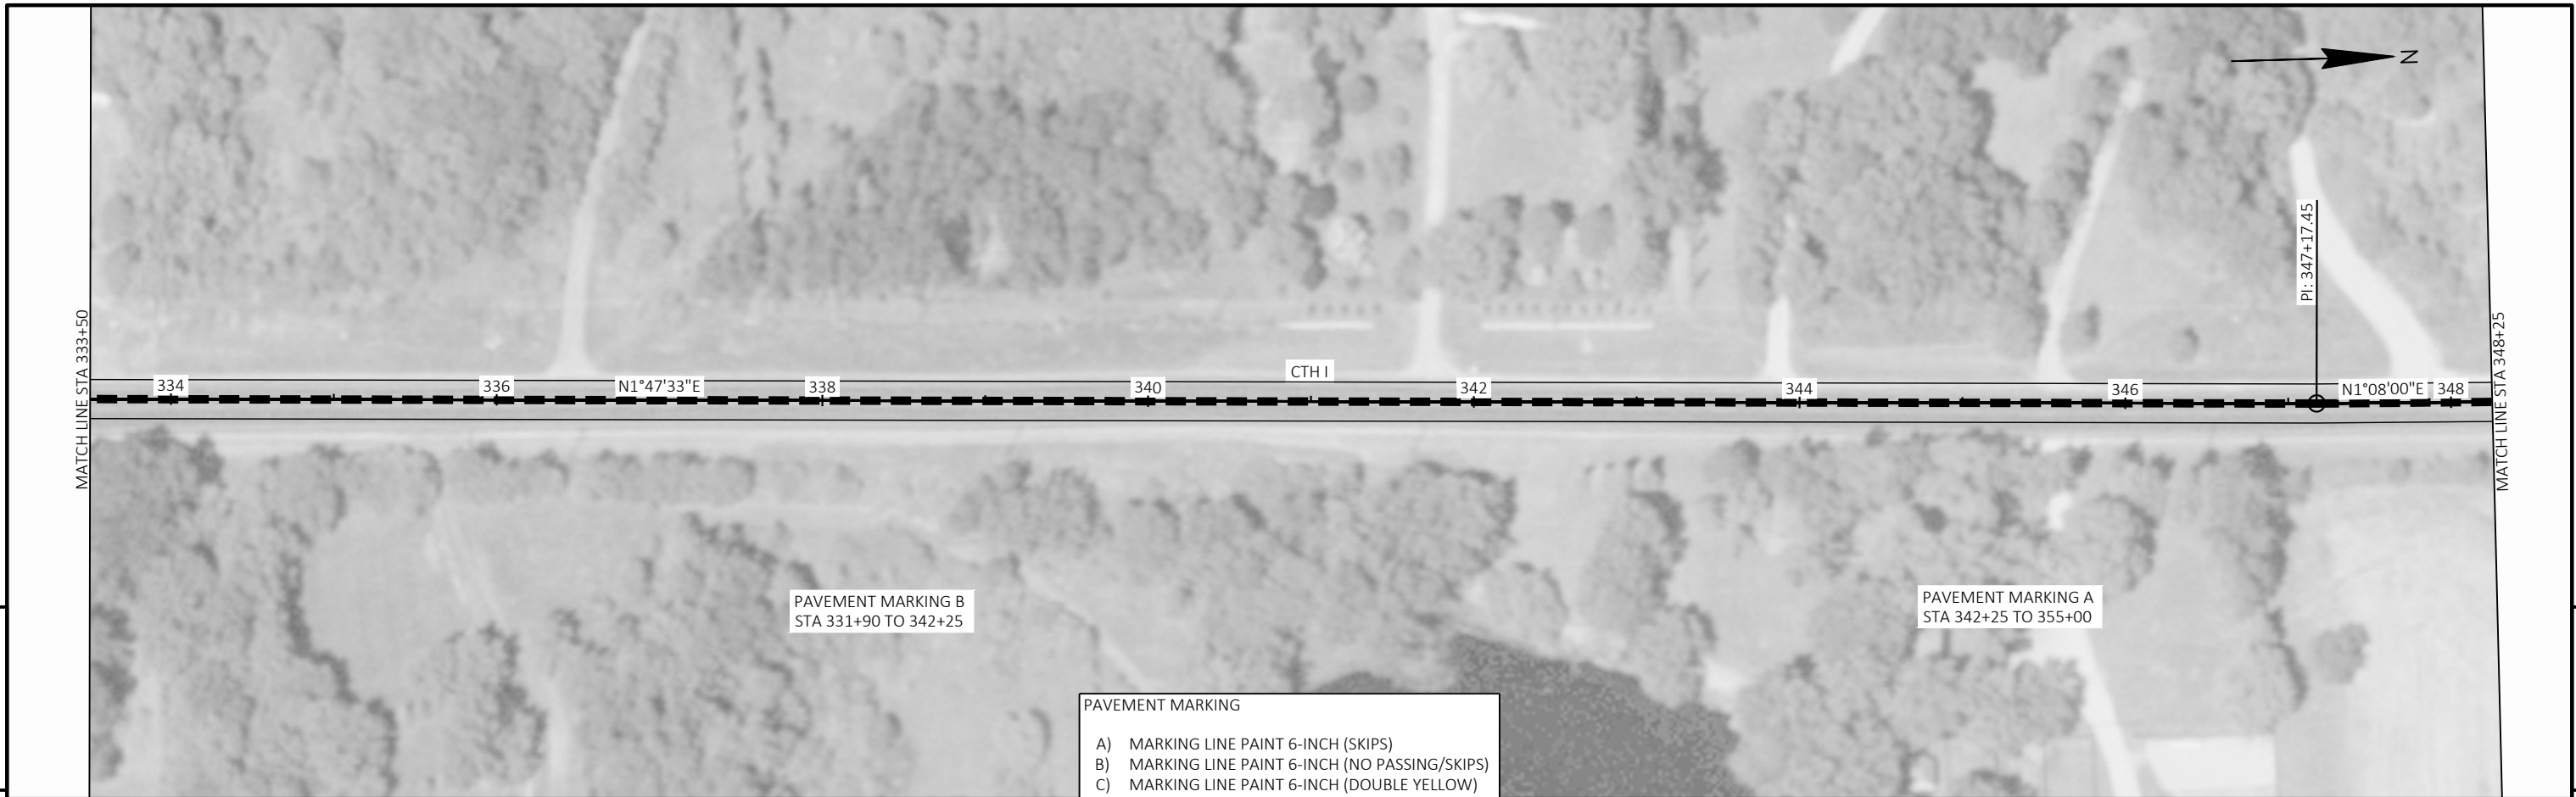 N
PI: 347+17.45
MATCH LINE STA 333+50
MATCH LINE STA 348+25
CTH I
334
336
N1°47'33"E
338
340
342
344
346
N1°08'00"E
348
PAVEMENT MARKING B
STA 331+90 TO 342+25
PAVEMENT MARKING A
STA 342+25 TO 355+00
PAVEMENT MARKING
A) MARKING LINE PAINT 6-INCH (SKIPS)
B) MARKING LINE PAINT 6-INCH (NO PASSING/SKIPS)
C) MARKING LINE PAINT 6-INCH (DOUBLE YELLOW)